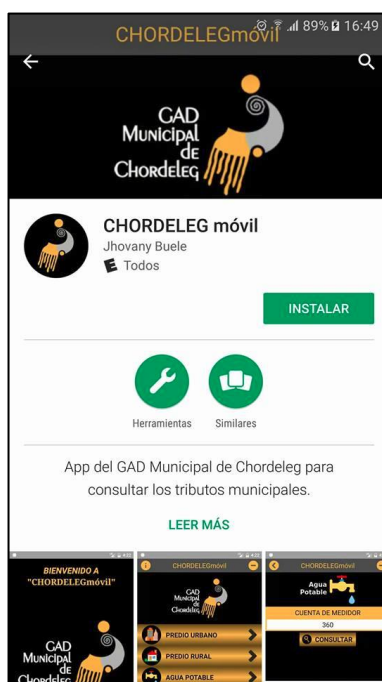 CHORDELEGmóvil
89% 16:49
GAD
Municipal
de
Chordeleg
CHORDELEG móvil
Jhovany Buele
E Todos
INSTALAR
Herramientas
Similares
App del GAD Municipal de Chordeleg para
consultar los tributos municipales.
LEER MÁS
BIENVENIDO A
"CHORDELEGmóvil"
GAD
Municipal
de
Chordeleg
CHORDELEGmóvil
GAD
Municipal
de
Chordeleg
PREDIO URBANO
PREDIO RURAL
AGUA POTABLE
CHORDELEGmóvil
Agua
Potable
CUENTA DE MEDIDOR
360
CONSULTAR